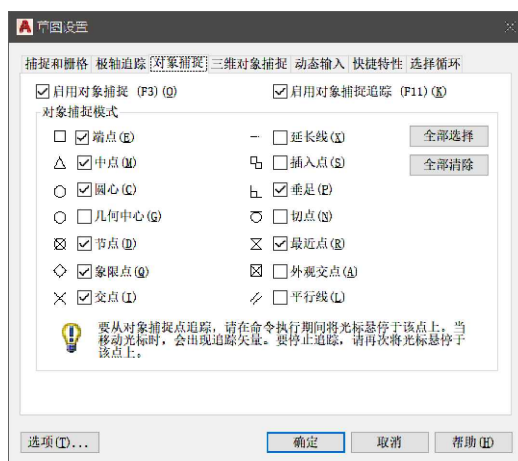 草图设置
捕捉和栅格 极轴追踪 对象捕捉 三维对象捕捉 动态输入 快捷特性 选择循环
启用对象捕捉 (F3)(O) 启用对象捕捉追踪 (F11)(K)
对象捕捉模式
端点(E) 延长线(X) 全部选择
中点(M) 插入点(S) 全部清除
圆心(C) 垂足(P)
几何中心(G) 切点(N)
节点(D) 最近点(R)
象限点(Q) 外观交点(A)
交点(I) 平行线(L)
要从对象捕捉点追踪，请在命令执行期间将光标悬停于该点上。当
移动光标时，会出现追踪矢量。要停止追踪，请再次将光标悬停于
该点上。
选项(T)... 确定 取消 帮助(H)